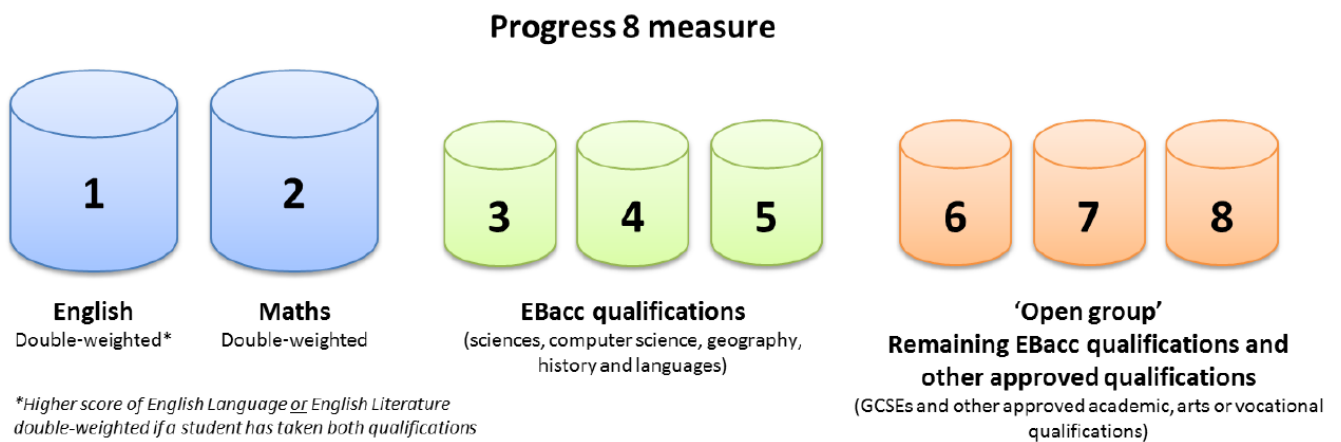 Progress 8 measure
1
2
3
4
5
6
7
8
English
Double-weighted*
Maths
Double-weighted
EBacc qualifications
(sciences, computer science, geography,
history and languages)
‘Open group’
Remaining EBacc qualifications and
other approved qualifications
(GCSEs and other approved academic, arts or vocational
qualifications)
*Higher score of English Language or English Literature
double-weighted if a student has taken both qualifications